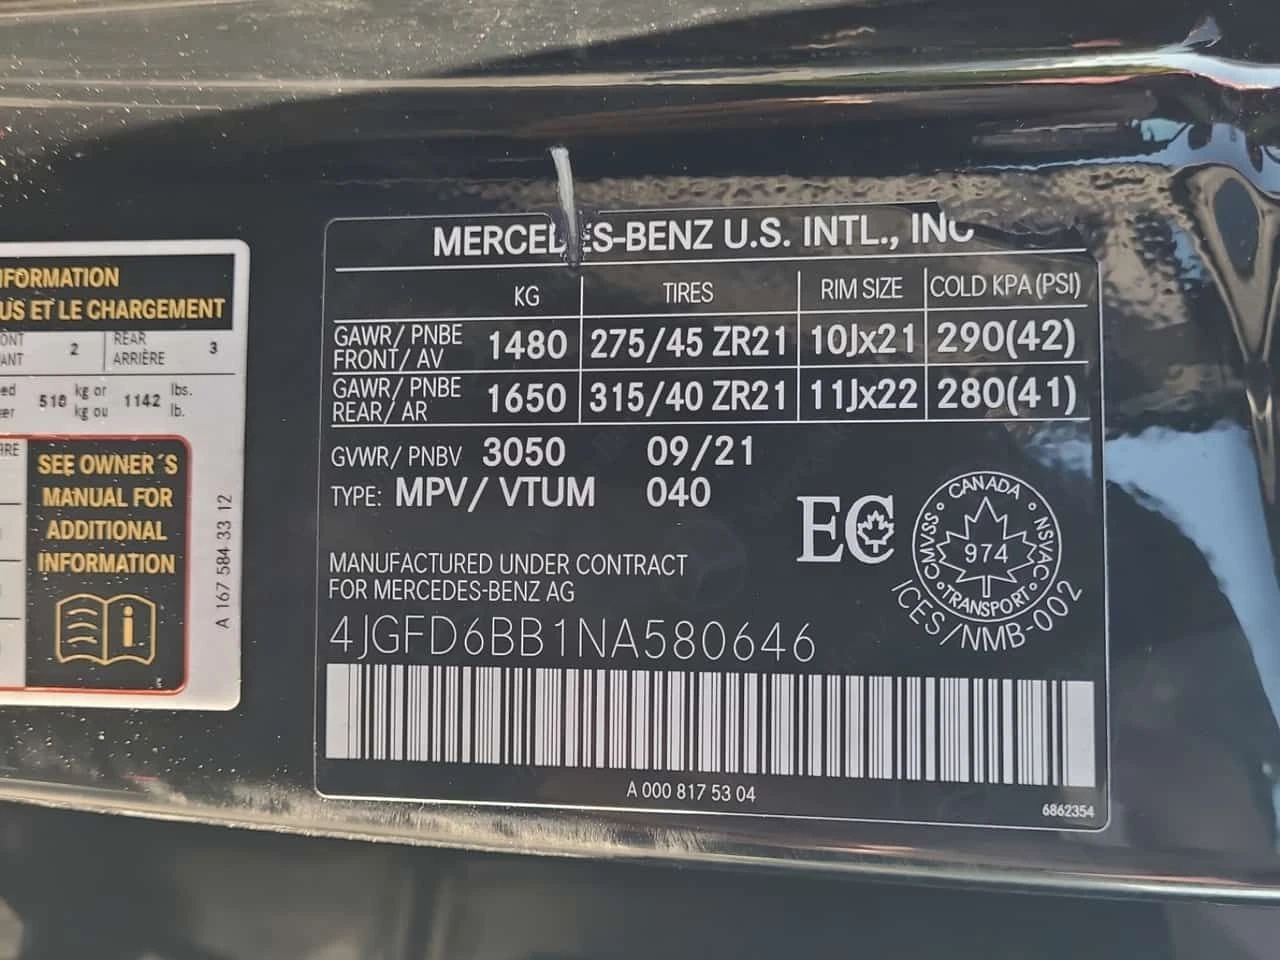 FORMATION
US ET LE CHARGEMENT
2
REAR
ARRIÈRE
3
510
kg or
kg ou
1142
lbs.
lb.
SEE OWNER´S
MANUAL FOR
ADDITIONAL
INFORMATION
A 167 584 33 12
MERCEDES-BENZ U.S. INTL., INC
KG TIRES RIM SIZE COLD KPA (PSI)
GAWR/ PNBE
FRONT/ AV
1480 275/45 ZR21 10Jx21 290(42)
GAWR/ PNBE
REAR/ AR
1650 315/40 ZR21 11Jx22 280(41)
GVWR/ PNBV 3050 09/21
TYPE: MPV/ VTUM 040
EC
CANADA
CMVSS NSVAC
974
TRANSPORT
ICES/NMB-002
MANUFACTURED UNDER CONTRACT
FOR MERCEDES-BENZ AG
4JGFD6BB1NA580646
A 000 817 53 04
6862354